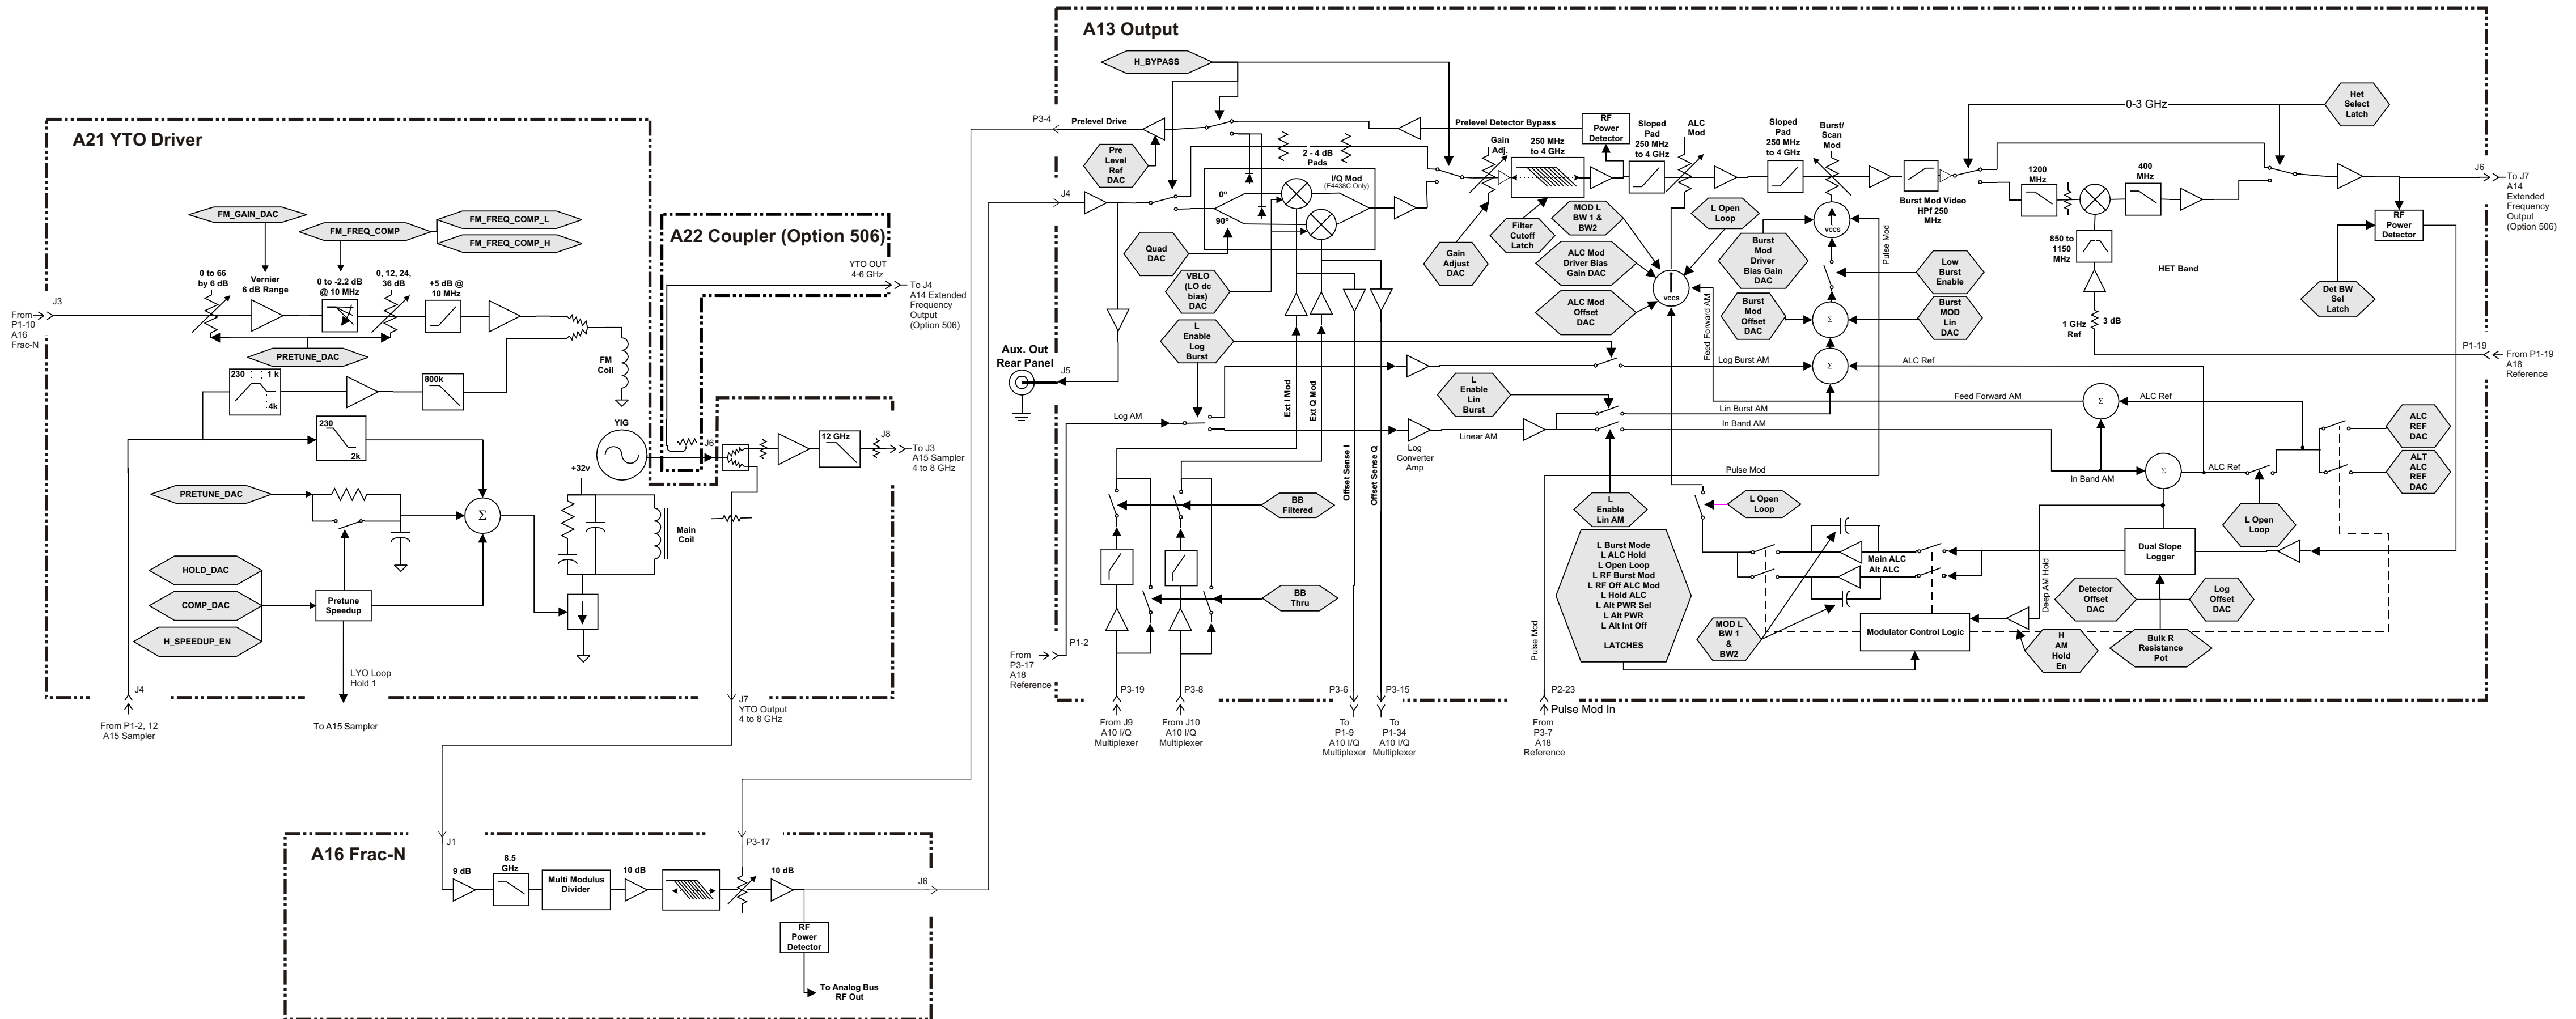 A13 Output
H_BYPASS
Het
Select
Latch
0-3 GHz
P3-4
Prelevel Drive
Prelevel Detector Bypass
RF
Power
Detector
Sloped
Pad
250 MHz
to 4 GHz
ALC
Mod
Sloped
Pad
250 MHz
to 4 GHz
Burst/
Scan
Mod
Pre
Level
Ref
DAC
2 - 4 dB
Pads
Gain
Adj.
250 MHz
to 4 GHz
I/Q Mod
(E4438C Only)
0º
90º
J4
Burst Mod Video
HPf 250
MHz
1200
MHz
400
MHz
J6
To J7
A14
Extended
Frequency
Output
(Option 506)
RF
Power
Detector
850 to
1150
MHz
HET Band
Det BW
Sel
Latch
1 GHz
Ref
3 dB
P1-19
From P1-19
A18
Reference
Quad
DAC
VBLO
(LO dc
bias)
DAC
Gain
Adjust
DAC
Filter
Cutoff
Latch
MOD L
BW 1 &
BW2
ALC Mod
Driver Bias
Gain DAC
ALC Mod
Offset
DAC
L Open
Loop
VCCS
VCCS
Burst
Mod
Driver
Bias Gain
DAC
Burst
Mod
Offset
DAC
Low
Burst
Enable
Burst
MOD
Lin
DAC
Σ
Σ
Pulse Mod
Feed Forward AM
L
Enable
Log
Burst
Aux. Out
Rear Panel
J5
Log AM
Ext I Mod
Ext Q Mod
Offset Sense I
Offset Sense Q
Log Burst AM
ALC Ref
L
Enable
Lin
Burst
Lin Burst AM
Linear AM
Log
Converter
Amp
In Band AM
Feed Forward AM
Σ
ALC Ref
In Band AM
Σ
ALC Ref
ALC
REF
DAC
ALT
ALC
REF
DAC
Pulse Mod
L
Enable
Lin AM
L Open
Loop
L Open
Loop
BB
Filtered
BB
Thru
L Burst Mode
L ALC Hold
L Open Loop
L RF Burst Mod
L RF Off ALC Mod
L Hold ALC
L Alt PWR Sel
L Alt PWR
L Alt Int Off
LATCHES
Main ALC
Alt ALC
MOD L
BW 1
&
BW2
Modulator Control Logic
Deep AM Hold
H
AM
Hold
En
Dual Slope
Logger
Detector
Offset
DAC
Log
Offset
DAC
Bulk R
Resistance
Pot
P1-2
From
P3-17
A18
Reference
P3-19
From J9
A10 I/Q
Multiplexer
P3-8
From J10
A10 I/Q
Multiplexer
P3-6
To
P1-9
A10 I/Q
Multiplexer
P3-15
To
P1-34
A10 I/Q
Multiplexer
Pulse Mod
P2-23
Pulse Mod In
From
P3-7
A18
Reference
A21 YTO Driver
FM_GAIN_DAC
FM_FREQ_COMP
FM_FREQ_COMP_L
FM_FREQ_COMP_H
0 to 66
by 6 dB
Vernier
6 dB Range
0 to -2.2 dB
@ 10 MHz
0, 12, 24,
36 dB
+5 dB @
10 MHz
J3
From
P1-10
A16
Frac-N
PRETUNE_DAC
FM
Coil
230
1 k
4k
800k
230
2k
YIG
+32v
Main
Coil
PRETUNE_DAC
Σ
HOLD_DAC
COMP_DAC
H_SPEEDUP_EN
Pretune
Speedup
LYO Loop
Hold 1
J4
From P1-2, 12
A15 Sampler
To A15 Sampler
A22 Coupler (Option 506)
YTO OUT
4-6 GHz
To J4
A14 Extended
Frequency
Output
(Option 506)
J6
12 GHz
J8
To J3
A15 Sampler
4 to 8 GHz
J7
YTO Output
4 to 8 GHz
A16 Frac-N
J1
P3-17
9 dB
8.5
GHz
Multi Modulus
Divider
10 dB
10 dB
J6
RF
Power
Detector
To Analog Bus
RF Out